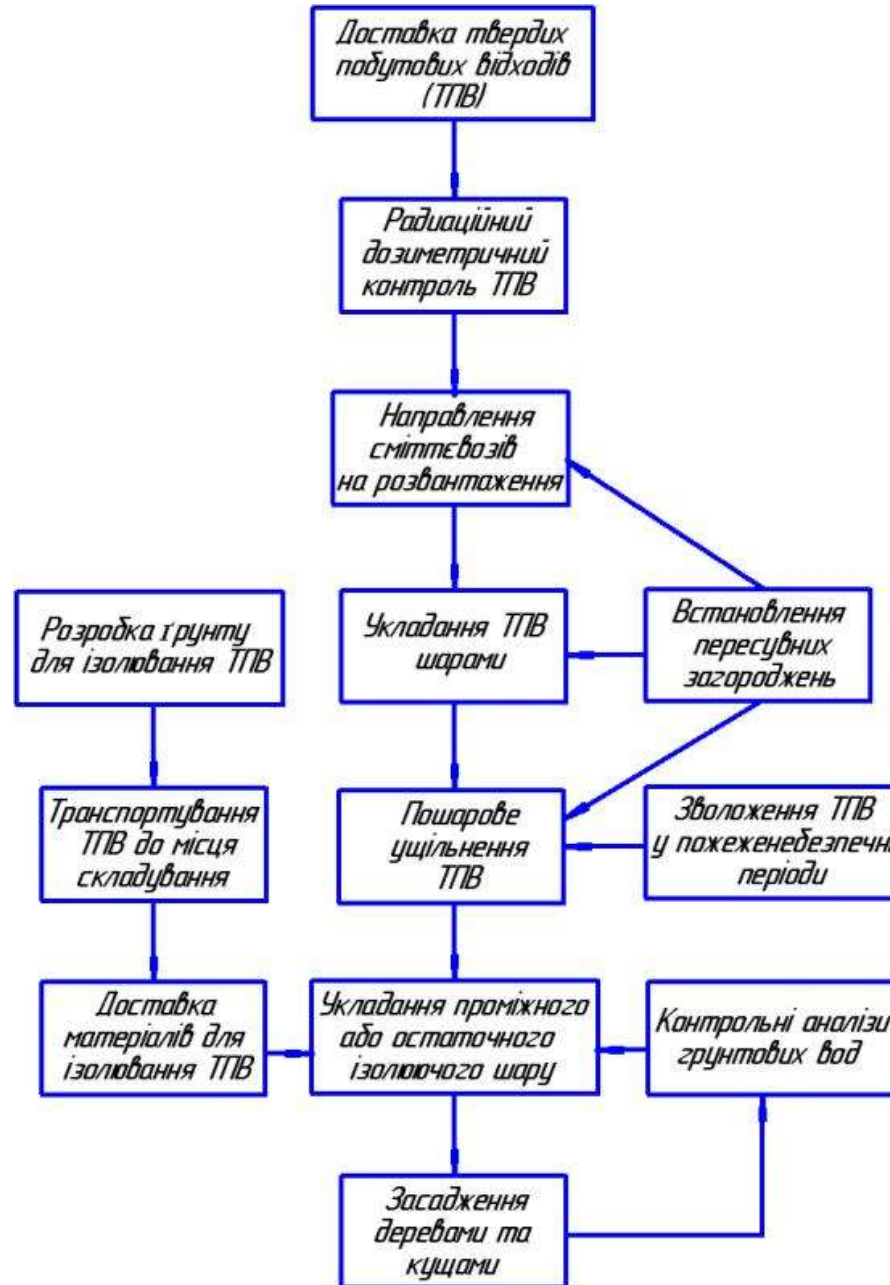 Доставка твердих
побутових відходів
(ТПВ)
Радиаційний
дозиметричний
контроль ТПВ
Направлення
сміттєвозів
на розвантаження
Розробка ґрунту
для ізолювання ТПВ
Укладання ТПВ
шарами
Встановлення
пересувних
загороджень
Транспортування
ТПВ до місця
складування
Пошарове
ущільнення
ТПВ
Зволоження ТПВ
у пожеженебезпечні
періоди
Доставка
матеріалів для
ізолювання ТПВ
Укладання проміжного
або остаточного
ізолюючого шару
Контрольні аналізи
грунтових вод
Засадження
деревами та
кущами